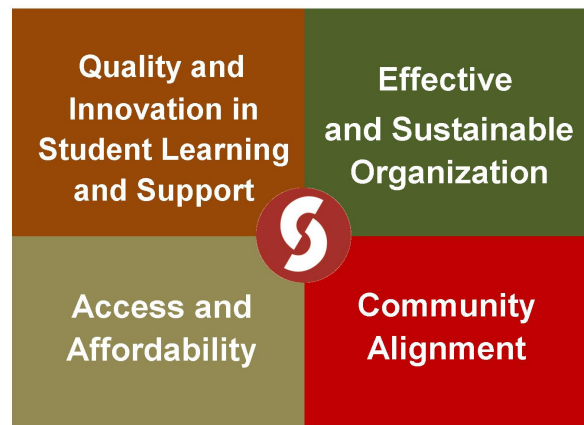 Quality and
Innovation in
Student Learning
and Support
Effective
and Sustainable
Organization
Access and
Affordability
Community
Alignment